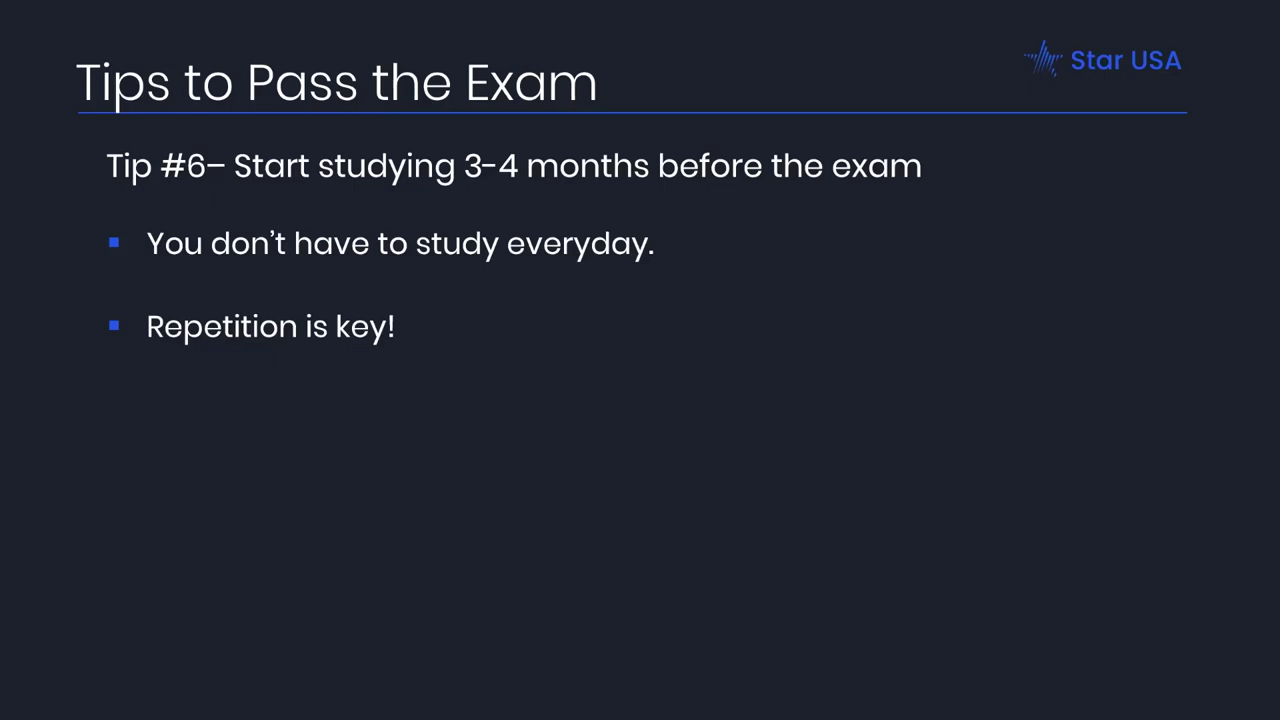 Star USA
Tips to Pass the Exam
Tip #6– Start studying 3-4 months before the exam
You don’t have to study everyday.
Repetition is key!